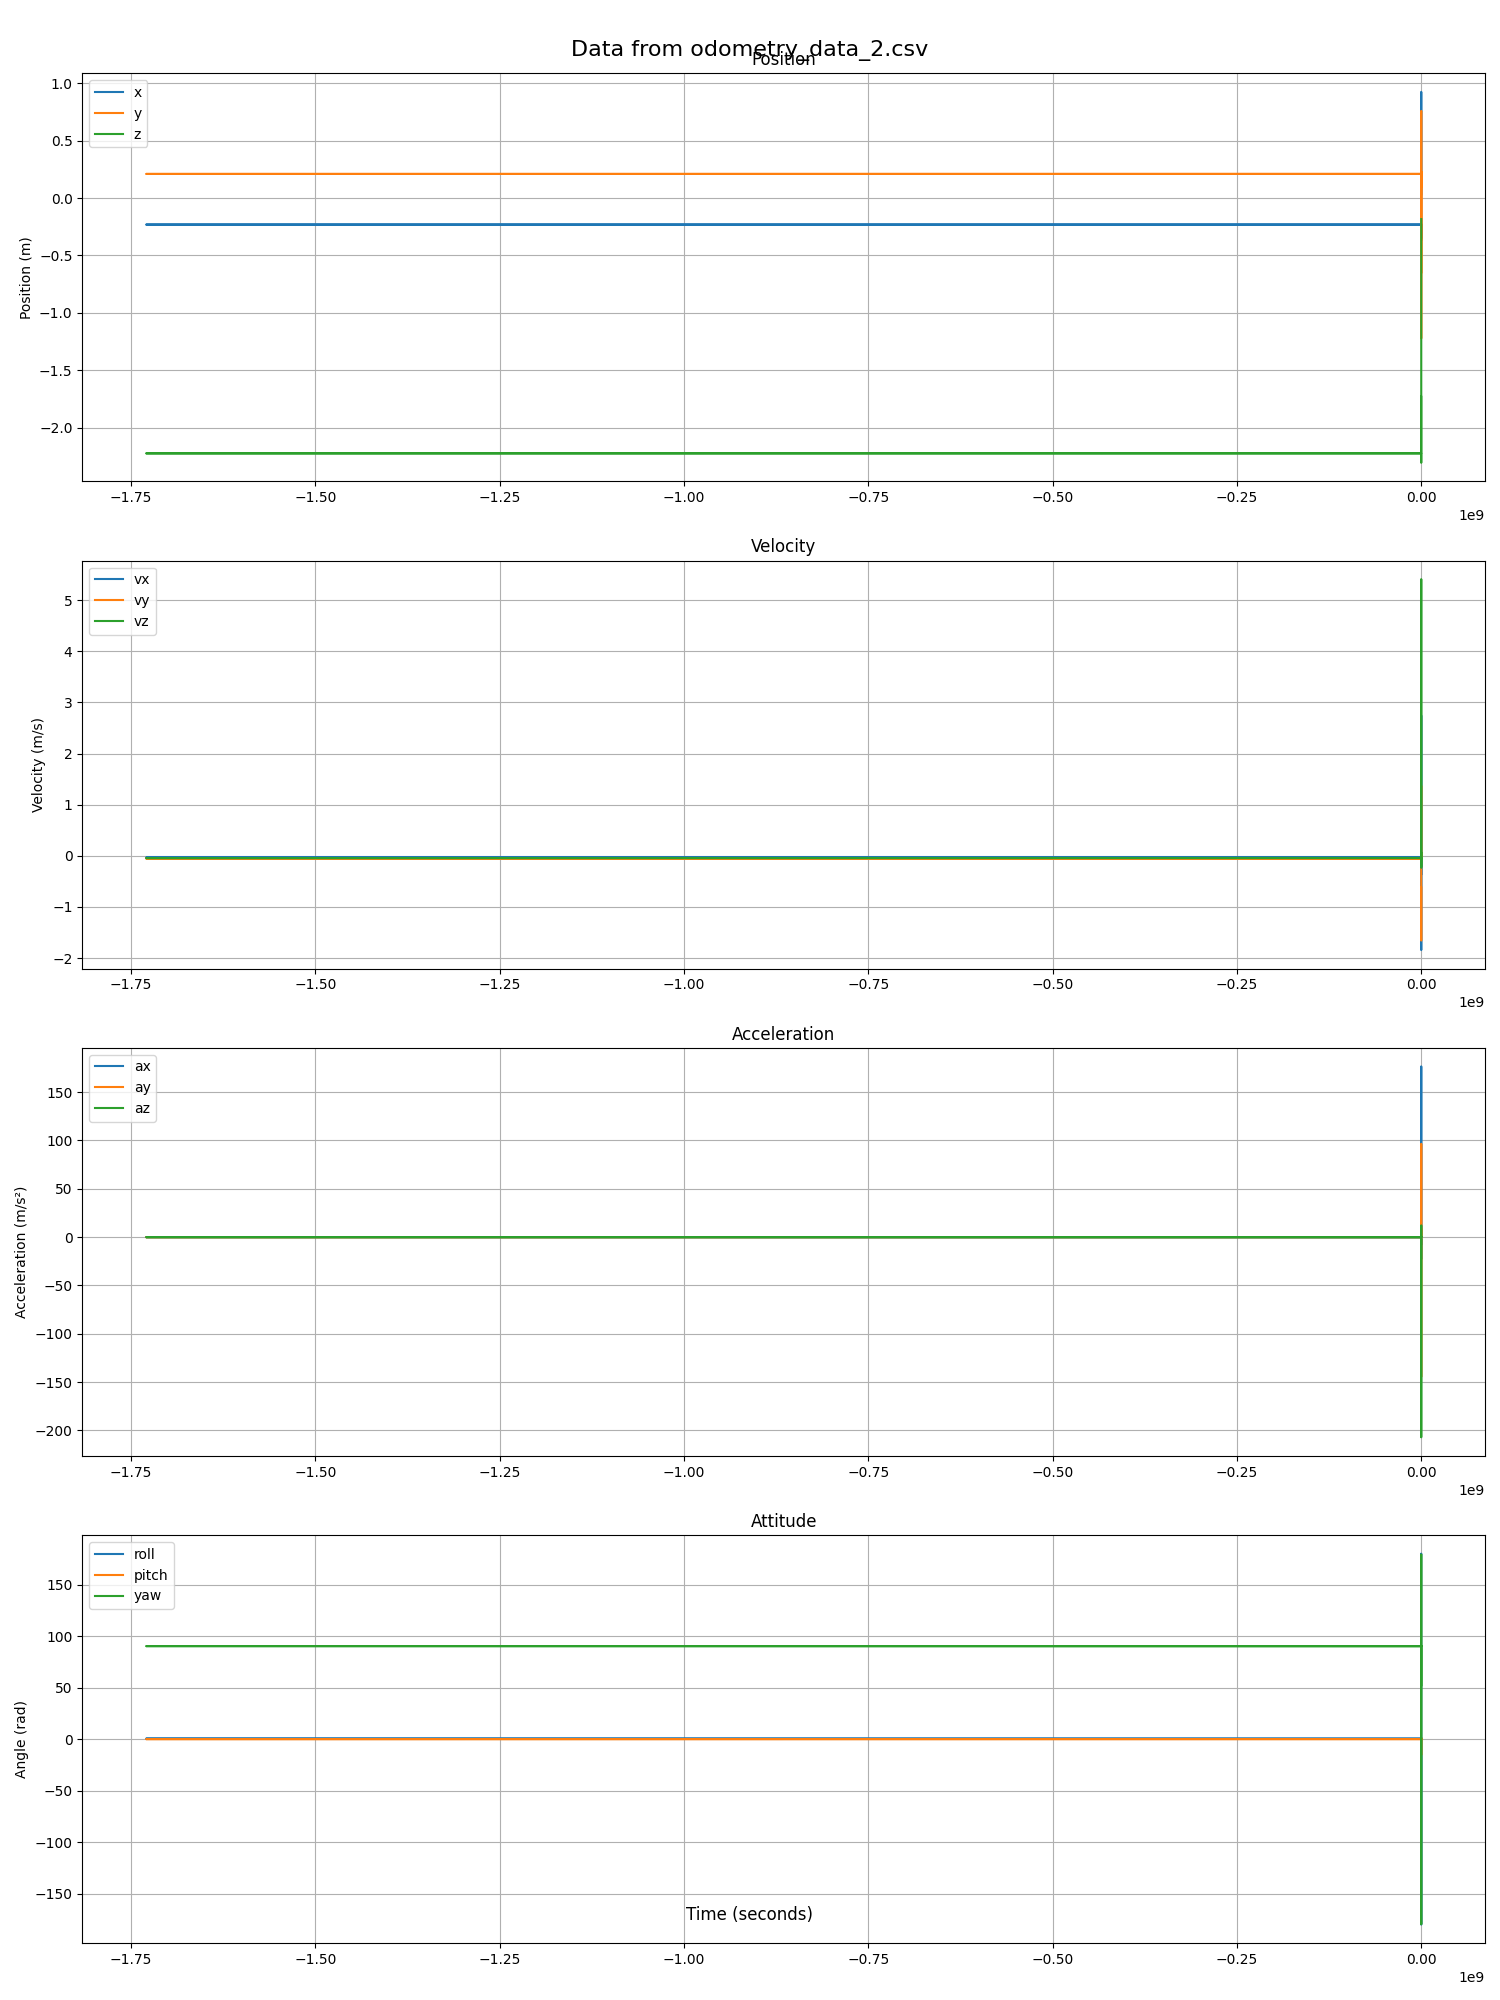 Data from odometry_data_2.csv
Position
x
y
z
1.0
0.5
0.0
−0.5
−1.0
−1.5
−2.0
Position (m)
−1.75 −1.50 −1.25 −1.00 −0.75 −0.50 −0.25 0.00
1e9
Velocity
vx
vy
vz
5
4
3
2
1
0
−1
−2
Velocity (m/s)
−1.75 −1.50 −1.25 −1.00 −0.75 −0.50 −0.25 0.00
1e9
Acceleration
ax
ay
az
150
100
50
0
−50
−100
−150
−200
Acceleration (m/s²)
−1.75 −1.50 −1.25 −1.00 −0.75 −0.50 −0.25 0.00
1e9
Attitude
roll
pitch
yaw
150
100
50
0
−50
−100
−150
Angle (rad)
Time (seconds)
−1.75 −1.50 −1.25 −1.00 −0.75 −0.50 −0.25 0.00
1e9